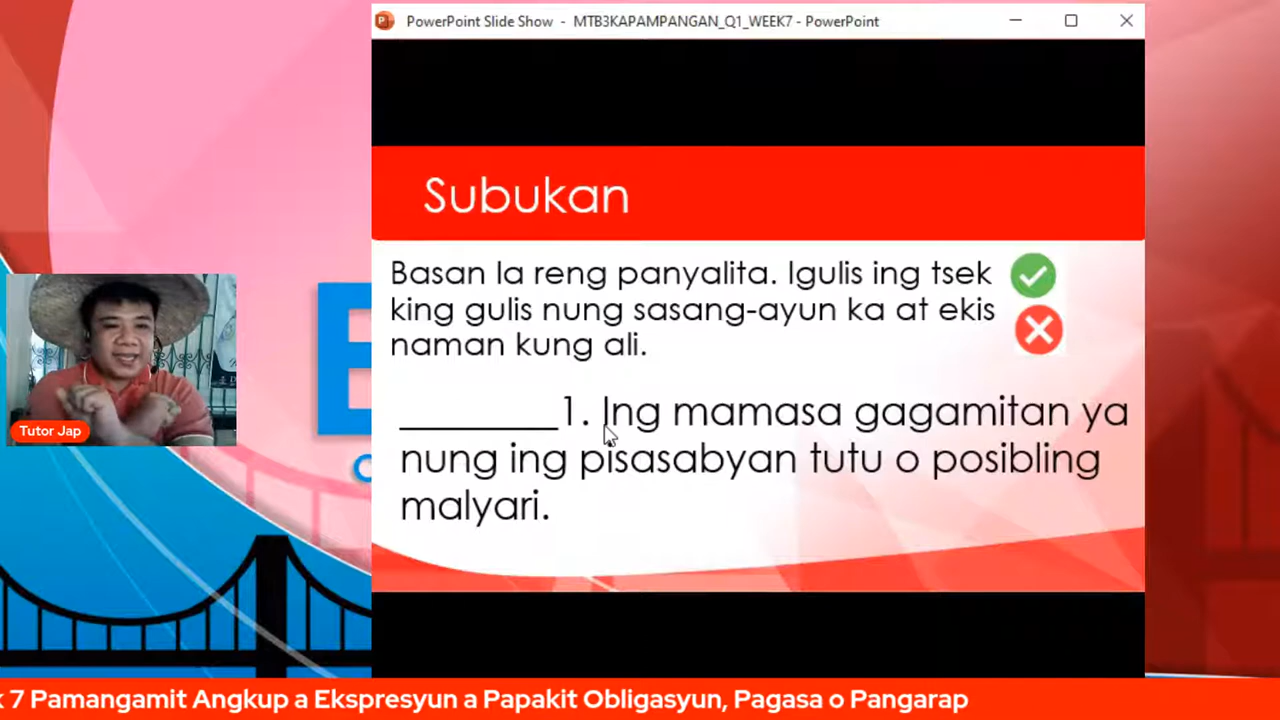 PowerPoint Slide Show - MTB3KAPAMPANGAN_Q1_WEEK7 - PowerPoint
Subukan
Basan la reng panyalita. Igulis ing tsek
king gulis nung sasang-ayun ka at ekis
naman kung ali.
________1. Ing mamasa gagamitan ya
nung ing pisasabyan tutu o posibling
malyari.
Tutor Jap
7 Pamangamit Angkup a Ekspresyun a Papakit Obligasyun, Pagasa o Pangarap